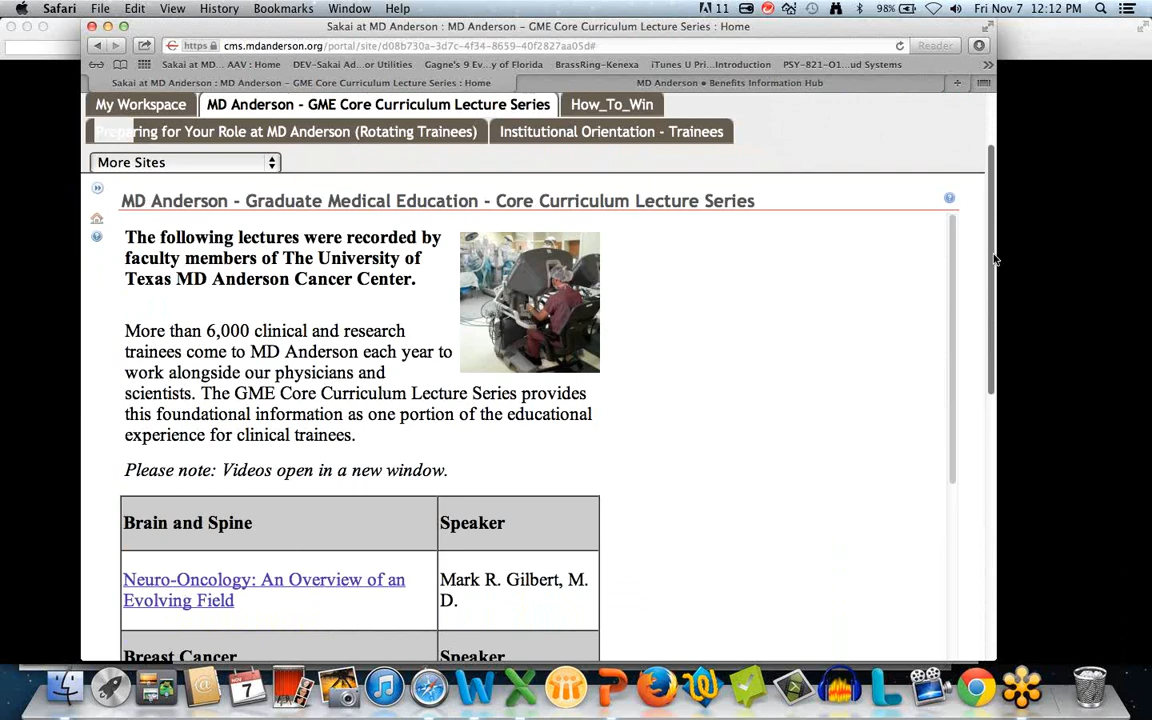 Safari File Edit View History Bookmarks Window Help 11 98% Fri Nov 7 12:12 PM
Sakai at MD Anderson : MD Anderson – GME Core Curriculum Lecture Series : Home
https cms.mdanderson.org/portal/site/d08b730a-3d7c-4f34-8659-40f2827aa05d# Reader
Sakai at MD... AAV : Home DEV-Sakai Ad...or Utilities Gagne's 9 Ev...y of Florida BrassRing-Kenexa iTunes U Pri...Introduction PSY-821-O1...ud Systems
Sakai at MD Anderson : MD Anderson – GME Core Curriculum Lecture Series : Home MD Anderson • Benefits Information Hub
My Workspace MD Anderson - GME Core Curriculum Lecture Series How_To_Win
Preparing for Your Role at MD Anderson (Rotating Trainees) Institutional Orientation - Trainees
More Sites
MD Anderson - Graduate Medical Education - Core Curriculum Lecture Series
The following lectures were recorded by
faculty members of The University of
Texas MD Anderson Cancer Center.
More than 6,000 clinical and research
trainees come to MD Anderson each year to
work alongside our physicians and
scientists. The GME Core Curriculum Lecture Series provides
this foundational information as one portion of the educational
experience for clinical trainees.
Please note: Videos open in a new window.
Brain and Spine Speaker
Neuro-Oncology: An Overview of an Mark R. Gilbert, M.
Evolving Field D.
Breast Cancer Speaker
7